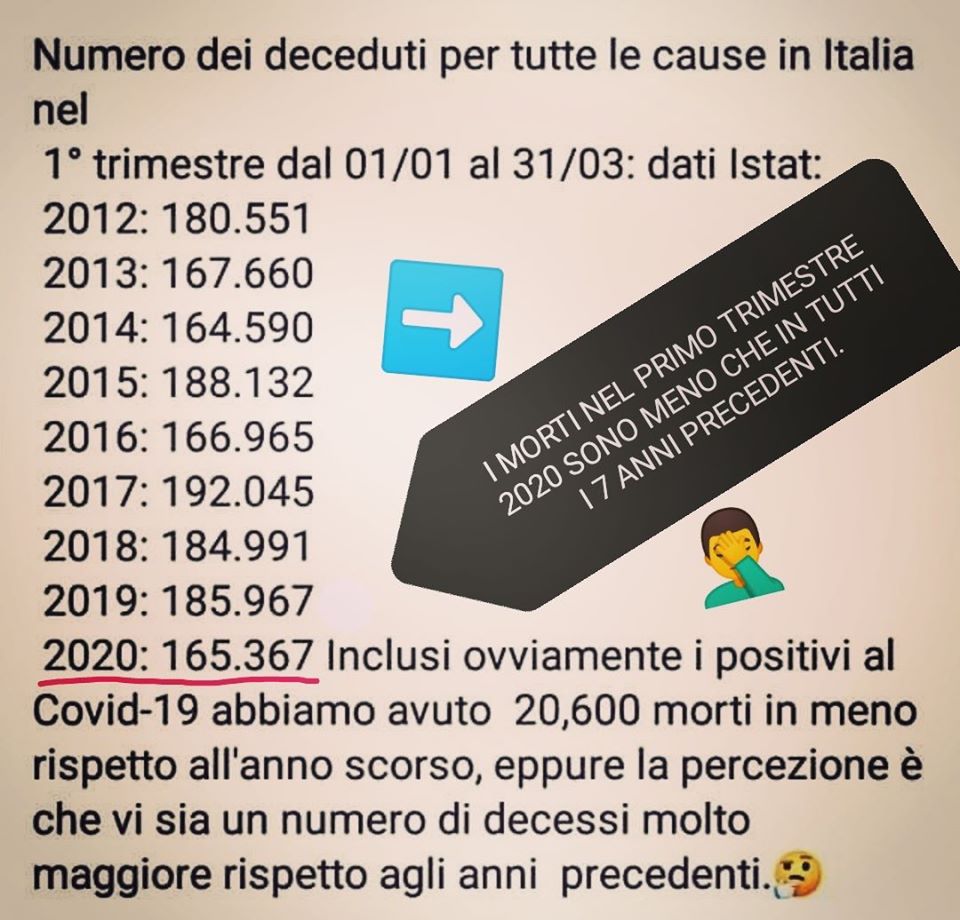 Numero dei deceduti per tutte le cause in Italia
nel
1° trimestre dal 01/01 al 31/03: dati Istat:
2012: 180.551
2013: 167.660
2014: 164.590
2015: 188.132
2016: 166.965
2017: 192.045
2018: 184.991
2019: 185.967
2020: 165.367 Inclusi ovviamente i positivi al
Covid-19 abbiamo avuto 20,600 morti in meno
rispetto all'anno scorso, eppure la percezione è
che vi sia un numero di decessi molto
maggiore rispetto agli anni precedenti.
I MORTI NEL PRIMO TRIMESTRE
2020 SONO MENO CHE IN TUTTI
I 7 ANNI PRECEDENTI.